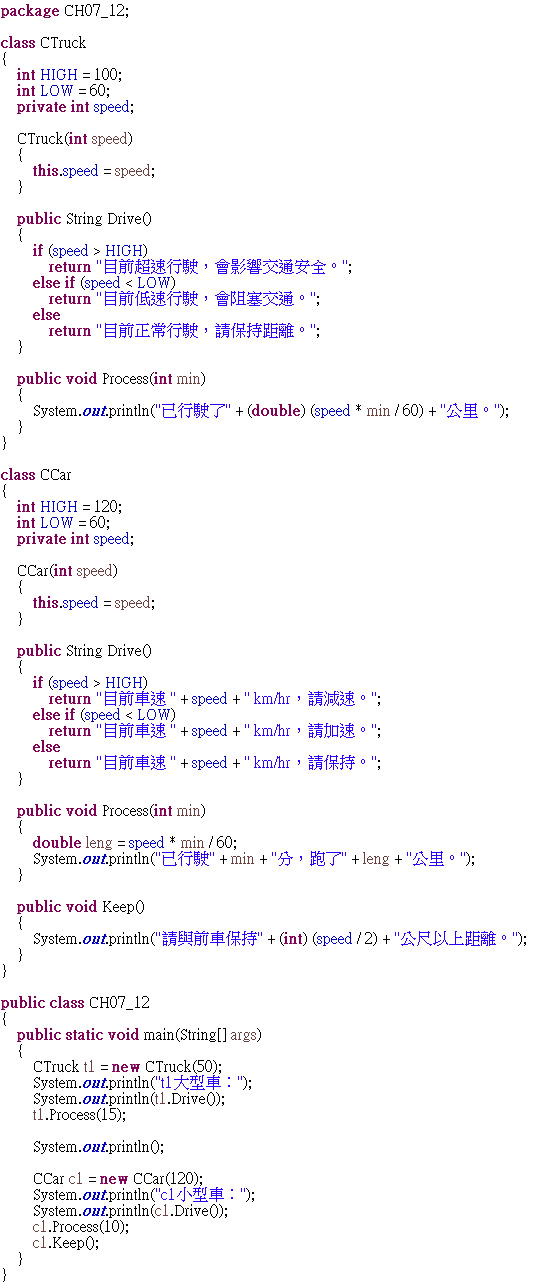 package CH07_12;
class CTruck
{
int HIGH = 100;
int LOW = 60;
private int speed;
CTruck(int speed)
{
this.speed = speed;
}
public String Drive()
{
if (speed > HIGH)
return "目前超速行駛，會影響交通安全。";
else if (speed < LOW)
return "目前低速行駛，會阻塞交通。";
else
return "目前正常行駛，請保持距離。";
}
public void Process(int min)
{
System.out.println("已行駛了" + (double) (speed * min / 60) + "公里。");
}
}
class CCar
{
int HIGH = 120;
int LOW = 60;
private int speed;
CCar(int speed)
{
this.speed = speed;
}
public String Drive()
{
if (speed > HIGH)
return "目前車速 " + speed + " km/hr，請減速。";
else if (speed < LOW)
return "目前車速 " + speed + " km/hr，請加速。";
else
return "目前車速 " + speed + " km/hr，請保持。";
}
public void Process(int min)
{
double leng = speed * min / 60;
System.out.println("已行駛" + min + "分，跑了" + leng + "公里。");
}
public void Keep()
{
System.out.println("請與前車保持" + (int) (speed / 2) + "公尺以上距離。");
}
}
public class CH07_12
{
public static void main(String[] args)
{
CTruck t1 = new CTruck(50);
System.out.println("t1大型車：");
System.out.println(t1.Drive());
t1.Process(15);
System.out.println();
CCar c1 = new CCar(120);
System.out.println("c1小型車：");
System.out.println(c1.Drive());
c1.Process(10);
c1.Keep();
}
}